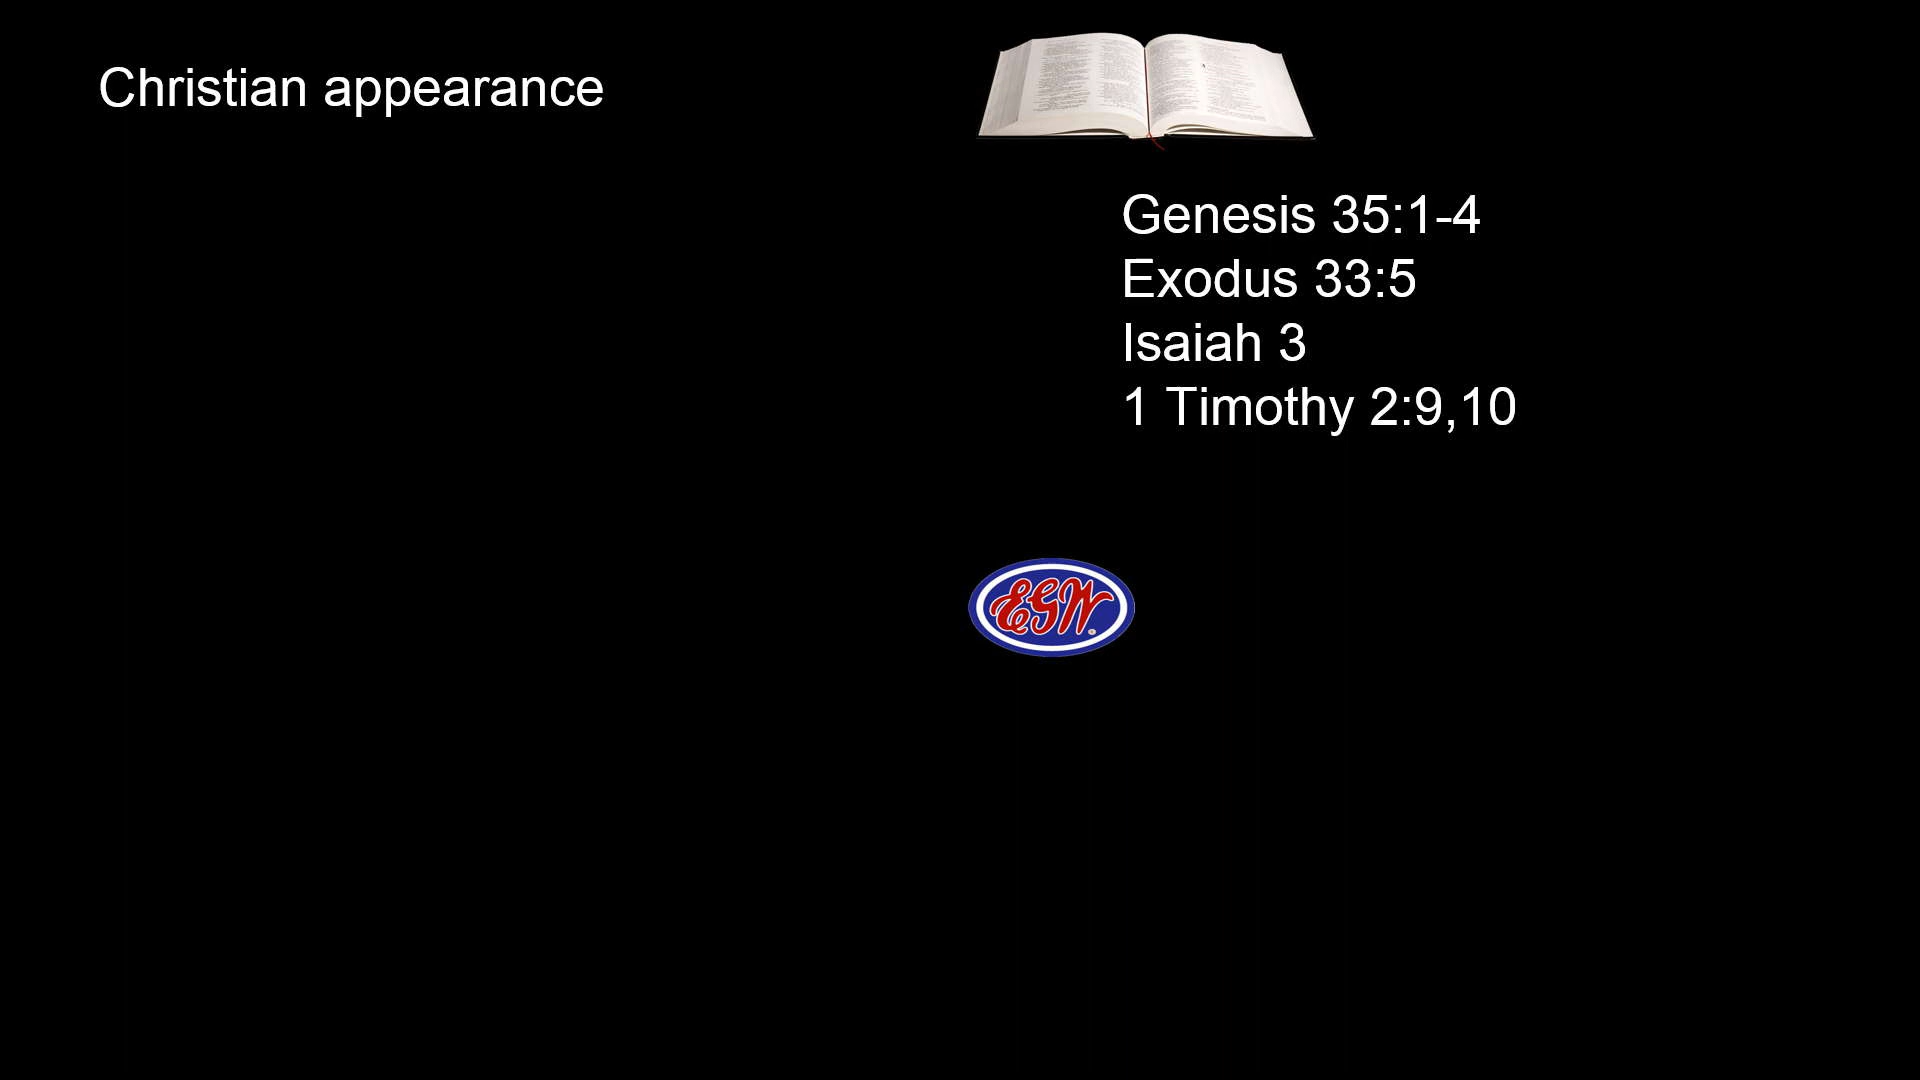 Christian appearance
Genesis 35:1-4
Exodus 33:5
Isaiah 3
1 Timothy 2:9,10
EGW